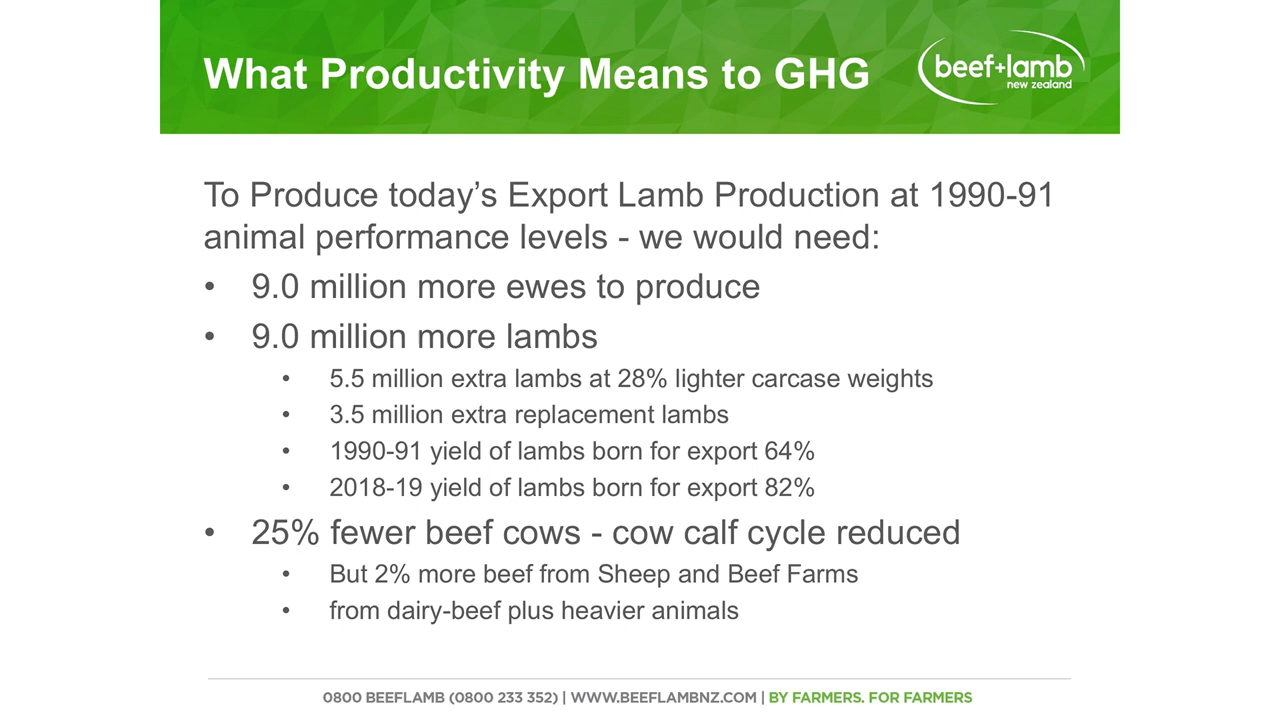 What Productivity Means to GHG
beef+lamb
new zealand
To Produce today’s Export Lamb Production at 1990-91
animal performance levels - we would need:
• 9.0 million more ewes to produce
• 9.0 million more lambs
• 5.5 million extra lambs at 28% lighter carcase weights
• 3.5 million extra replacement lambs
• 1990-91 yield of lambs born for export 64%
• 2018-19 yield of lambs born for export 82%
• 25% fewer beef cows - cow calf cycle reduced
• But 2% more beef from Sheep and Beef Farms
• from dairy-beef plus heavier animals
0800 BEEFLAMB (0800 233 352) | WWW.BEEFLAMBNZ.COM | BY FARMERS. FOR FARMERS